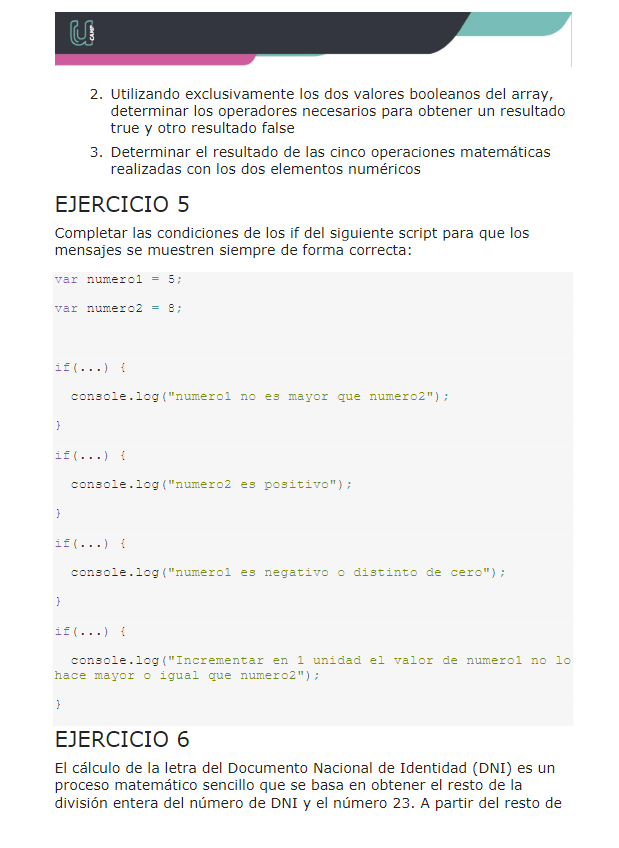 U
CAMP
2. Utilizando exclusivamente los dos valores booleanos del array,
determinar los operadores necesarios para obtener un resultado
true y otro resultado false
3. Determinar el resultado de las cinco operaciones matemáticas
realizadas con los dos elementos numéricos
EJERCICIO 5
Completar las condiciones de los if del siguiente script para que los
mensajes se muestren siempre de forma correcta:
var numero1 = 5;
var numero2 = 8;
if(...) {
console.log("numero1 no es mayor que numero2");
}
if(...) {
console.log("numero2 es positivo");
}
if(...) {
console.log("numero1 es negativo o distinto de cero");
}
if(...) {
console.log("Incrementar en 1 unidad el valor de numero1 no lo
hace mayor o igual que numero2");
}
EJERCICIO 6
El cálculo de la letra del Documento Nacional de Identidad (DNI) es un
proceso matemático sencillo que se basa en obtener el resto de la
división entera del número de DNI y el número 23. A partir del resto de